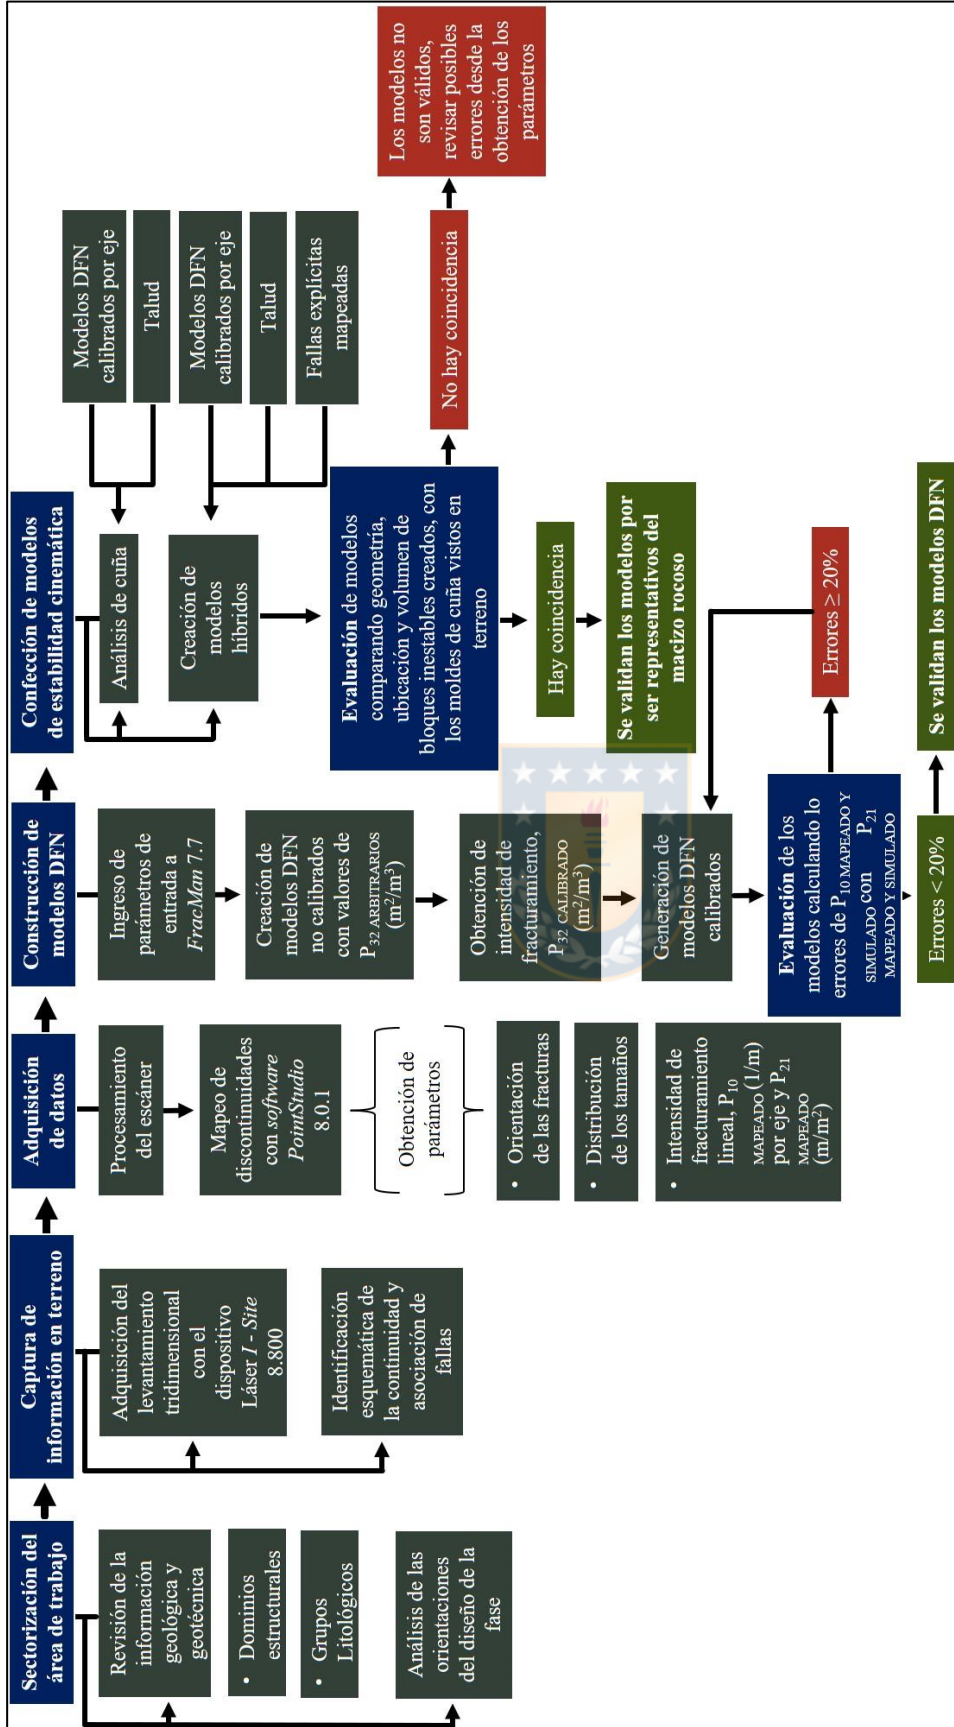 Sectorización del
área de trabajo
Revisión de la
información
geológica y
geotécnica
• Dominios
estructurales
• Grupos
Litológicos
Análisis de las
orientaciones
del diseño de la
fase
Captura de
información en terreno
Adquisición del
levantamiento
tridimensional
con el
dispositivo
Láser I - Site
8.800
Identificación
esquemática de
la continuidad y
asociación de
fallas
Adquisición
de datos
Procesamiento
del escáner
Mapeo de
discontinuidades
con software
PointStudio
8.0.1
Obtención de
parámetros
• Orientación
de las fracturas
• Distribución
de los tamaños
• Intensidad de
fracturamiento
lineal, P10
MAPEADO (1/m)
por eje y P21
MAPEADO
(m/m²)
Construcción de
modelos DFN
Ingreso de
parámetros de
entrada a
FracMan 7.7
Creación de
modelos DFN
no calibrados
con valores de
P32 ARBITRARIOS
(m²/m³)
Obtención de
intensidad de
fracturamiento,
P32 CALIBRADO
(m²/m³)
Generación de
modelos DFN
calibrados
Evaluación de los
modelos calculando lo
errores de P10 MAPEADO Y
SIMULADO con P21
MAPEADO Y SIMULADO
Errores ≥ 20%
Errores < 20%
Se validan los modelos DFN
Confección de modelos
de estabilidad cinemática
Análisis de cuña
Modelos DFN
calibrados por eje
Talud
Creación de
modelos
híbridos
Modelos DFN
calibrados por eje
Talud
Fallas explícitas
mapeadas
Evaluación de modelos
comparando geometría,
ubicación y volumen de
bloques inestables creados, con
los moldes de cuña vistos en
terreno
Hay coincidencia
Se validan los modelos por
ser representativos del
macizo rocoso
No hay coincidencia
Los modelos no
son válidos,
revisar posibles
errores desde la
obtención de los
parámetros